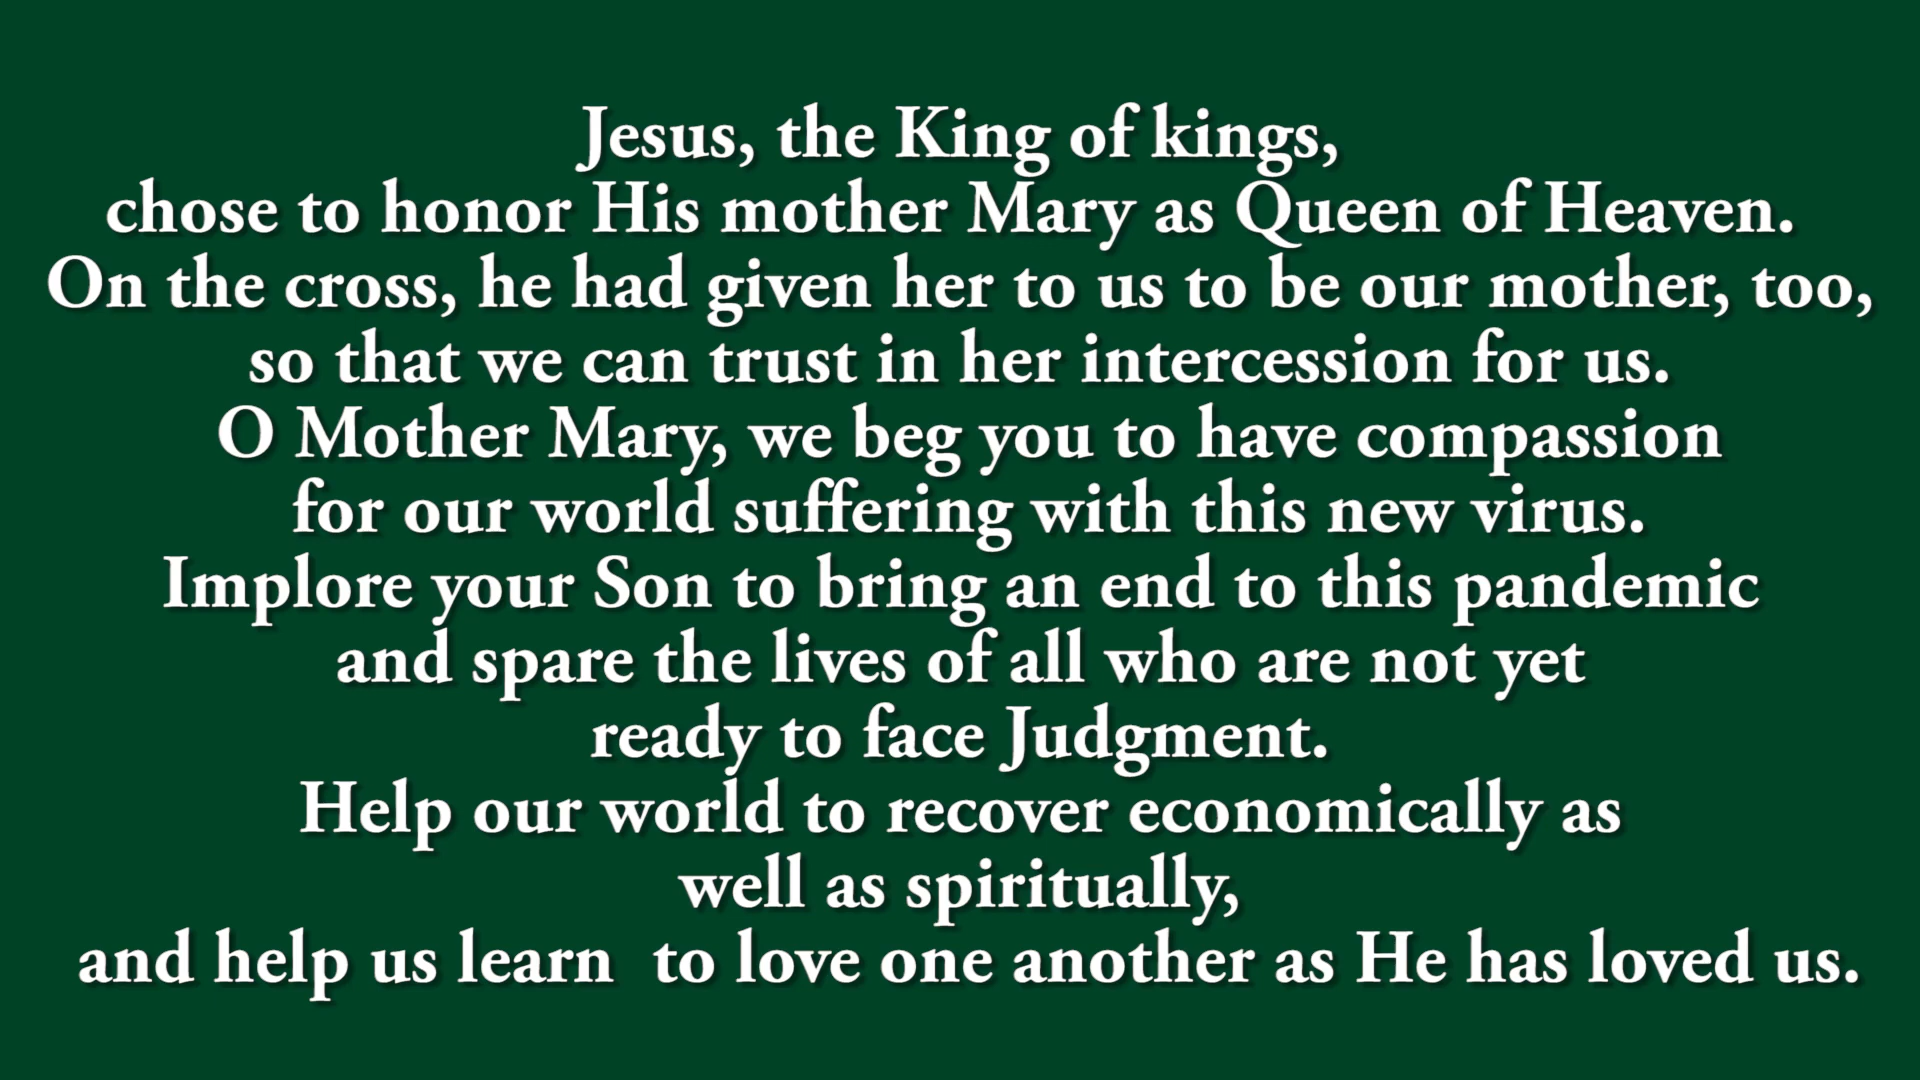 Jesus, the King of kings,
chose to honor His mother Mary as Queen of Heaven.
On the cross, he had given her to us to be our mother, too,
so that we can trust in her intercession for us.
O Mother Mary, we beg you to have compassion
for our world suffering with this new virus.
Implore your Son to bring an end to this pandemic
and spare the lives of all who are not yet
ready to face Judgment.
Help our world to recover economically as
well as spiritually,
and help us learn  to love one another as He has loved us.